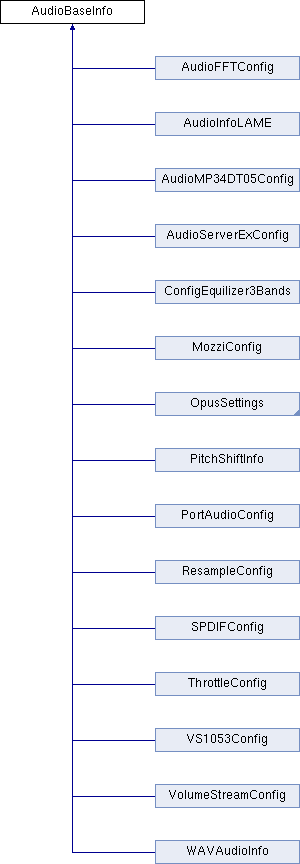 AudioBaseInfo
AudioFFTConfig
AudioInfoLAME
AudioMP34DT05Config
AudioServerExConfig
ConfigEquilizer3Bands
MozziConfig
OpusSettings
PitchShiftInfo
PortAudioConfig
ResampleConfig
SPDIFConfig
ThrottleConfig
VS1053Config
VolumeStreamConfig
WAVAudioInfo